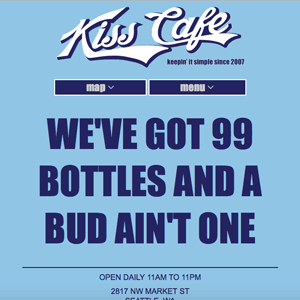 Kiss Cafe
keepin' it simple since 2007
map menu
WE'VE GOT 99
BOTTLES AND A
BUD AIN'T ONE
OPEN DAILY 11AM TO 11PM
2817 NW MARKET ST
SEATTLE, WA